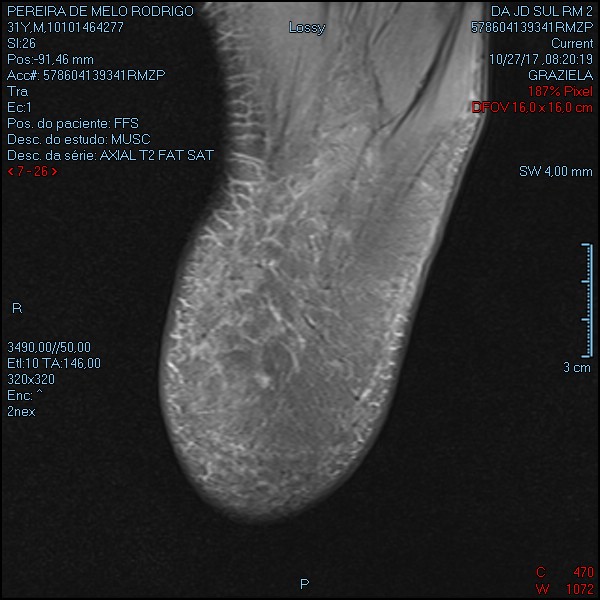 PEREIRA DE MELO RODRIGO
31Y,M,10101464277
Sl:26
Pos:-91,46 mm
Acc#: 578604139341RMZP
Tra
Ec:1
Pos. do paciente: FFS
Desc. do estudo: MUSC
Desc. da série: AXIAL T2 FAT SAT
< 7 - 26 >
Lossy
DA JD SUL RM 2
578604139341RMZP
Current
10/27/17 ,08:20:19
GRAZIELA
187% Pixel
DFOV 16,0 x 16,0 cm
SW 4,00 mm
R
3490,00//50,00
Etl:10 TA:146,00
320x320
Enc: ^
2nex
3 cm
P
C 470
W 1072